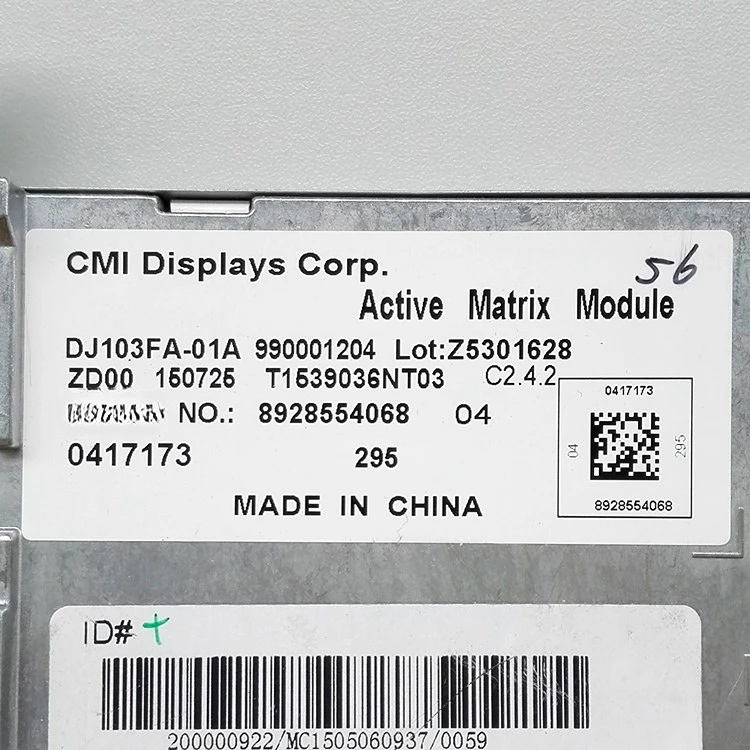 56
CMI Displays Corp.
Active Matrix Module
DJ103FA-01A 990001204 Lot:Z5301628
ZD00 150725 T1539036NT03 C2.4.2
NO.: 8928554068 04
0417173 295
MADE IN CHINA
0417173
04
295
8928554068
ID# +
200000922/MC1505060937/0059